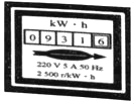 kW · h
0 9 3 1 6
220 V 5 A 50 Hz
2 500 r/kW · h